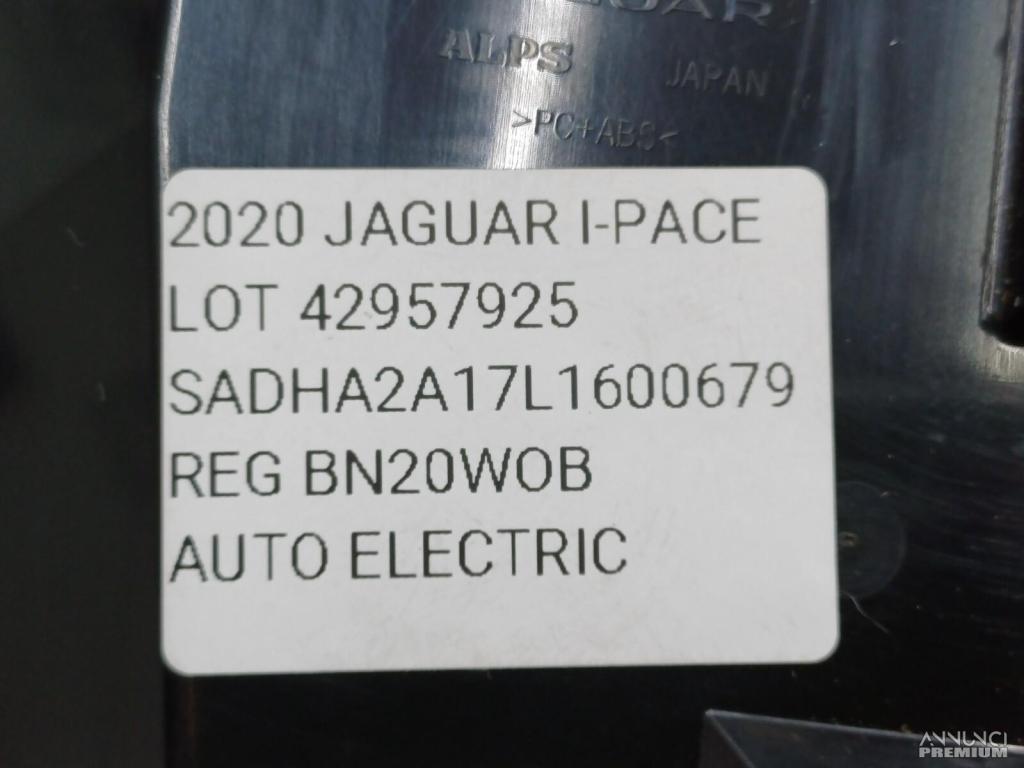 ALPS
JAPAN
>PC+ABS<
2020 JAGUAR I-PACE
LOT 42957925
SADHA2A17L1600679
REG BN20WOB
AUTO ELECTRIC
ANNUNCI
PREMIUM